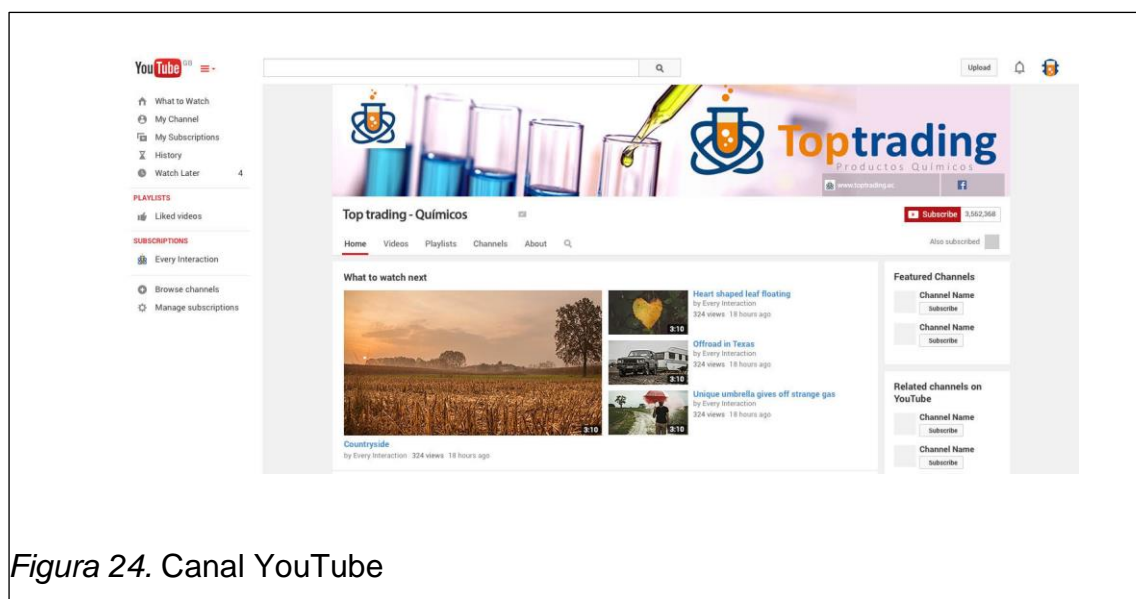 YouTube GB
Upload
What to Watch
My Channel
My Subscriptions
History
Watch Later 4
PLAYLISTS
Liked videos
SUBSCRIPTIONS
Every Interaction
Browse channels
Manage subscriptions
Toptrading
Productos Químicos
www.toptrading.ec
Top trading - Químicos
Subscribe 3,562,368
Home Videos Playlists Channels About
Also subscribed
What to watch next
3:10
Countryside
by Every Interaction 324 views 18 hours ago
3:10
Heart shaped leaf floating
by Every Interaction
324 views 18 hours ago
3:10
Offroad in Texas
by Every Interaction
324 views 18 hours ago
3:10
Unique umbrella gives off strange gas
by Every Interaction
324 views 18 hours ago
Featured Channels
Channel Name
Subscribe
Channel Name
Subscribe
Related channels on
YouTube
Channel Name
Subscribe
Channel Name
Subscribe
Figura 24. Canal YouTube